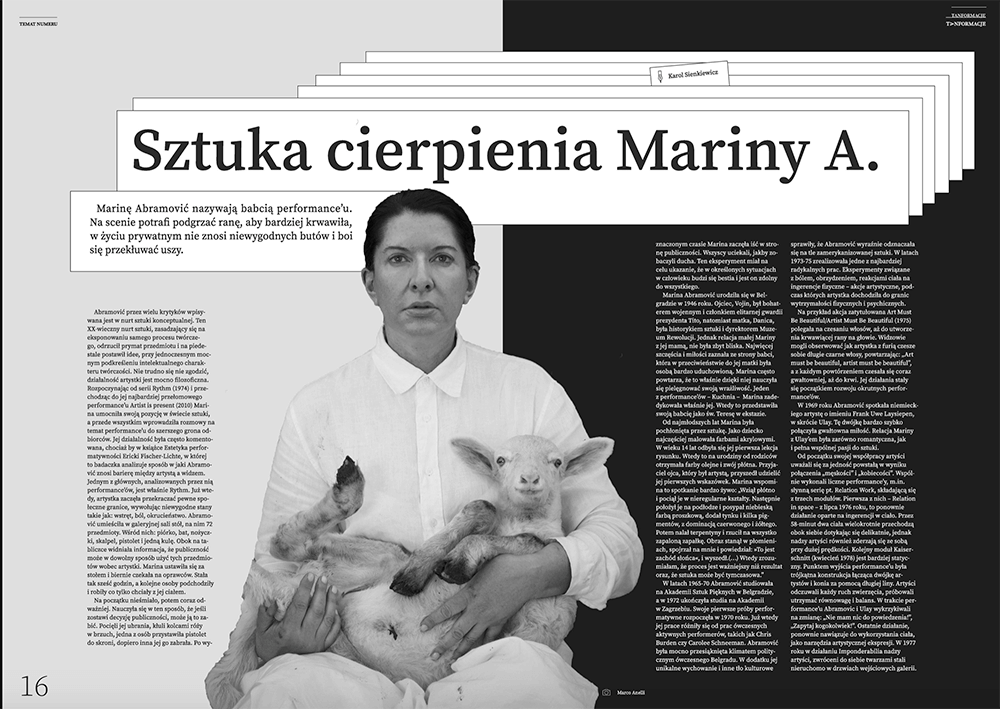 TEMAT NUMERU
TANFORMACJE
T>NFORMACJE
Karol Sienkiewicz
Sztuka cierpienia Mariny A.
Marinę Abramović nazywają babcią performance’u.
Na scenie potrafi podgrzać ranę, aby bardziej krwawiła,
w życiu prywatnym nie znosi niewygodnych butów i boi
się przekłuwać uszy.
Abramović przez wielu krytyków wpisy-
wana jest w nurt sztuki konceptualnej. Ten
XX-wieczny nurt sztuki, zasadzający się na
eksponowaniu samego procesu twórcze-
go, odrzucił prymat przedmiotu i na piede-
stale postawił idee, przy jednoczesnym moc-
nym podkreśleniu intelektualnego charak-
teru twórczości. Nie trudno się nie zgodzić,
działalność artystki jest mocno filozoficzna.
Rozpoczynając od serii Rythm (1974) i prze-
chodząc do jej najbardziej przełomowego
performance’u Artist is present (2010) Mari-
na umocniła swoją pozycję w świecie sztuki,
a przede wszystkim wprowadziła rozmowy na
temat performance’u do szerszego grona od-
biorców. Jej działalność była często komento-
wana, chociaż by w książce Estetyka perfor-
matywności Ericki Fischer-Lichte, w której
to badaczka analizuje sposób w jaki Abramo-
vić znosi barierę między artystą a widzem.
Jednym z głównych, analizowanych przez nią
performance’ów, jest właśnie Rythm. Już wte-
dy, artystka zaczęła przekraczać pewne spo-
łeczne granice, wywołując niewygodne stany
takie jak: wstręt, ból, okrucieństwo. Abramo-
vić umieściła w galeryjnej sali stół, na nim 72
przedmioty. Wśród nich: piórko, bat, nożycz-
ki, skalpel, pistolet i jedną kulę. Obok na ta-
blicce widniała informacja, że publiczność
może w dowolny sposób użyć tych przedmio-
tów wobec artystki. Marina ustawiła się za
stołem i biernie czekała na oprawców. Stała
tak sześć godzin, a kolejne osoby podchodziły
i robiły co tylko chciały z jej ciałem.
Na początku nieśmiało, potem coraz od-
ważniej. Nauczyła się w ten sposób, że jeśli
zostawi decyzję publiczności, może ją to za-
bić. Pocięli jej ubrania, kłuli kolcami róży
w brzuch, jedna z osób przystawiła pistolet
do skroni, dopiero inna jej go zabrała. Po wy-
znaczonym czasie Marina zaczęła iść w stro-
nę publiczności. Wszyscy uciekali, jakby zo-
baczyli ducha. Ten eksperyment miał na
celu ukazanie, że w określonych sytuacjach
w człowieku budzi się bestia i jest on zdolny
do wszystkiego.
Marina Abramović urodziła się w Bel-
gradzie w 1946 roku. Ojciec, Vojin, był bohat-
erem wojennym i członkiem elitarnej gwardii
prezydenta Tito, natomiast matka, Danica,
była historykiem sztuki i dyrektorem Muze-
um Rewolucji. Jednak relacja małej Mariny
z jej mamą, nie była zbyt bliska. Najwięcej
szczęścia i miłości zaznała ze strony babci,
która w przeciwieństwie do jej matki była
osobą bardzo uduchowioną. Marina często
powtarza, że to właśnie dzięki niej nauczyła
się pielęgnować swoją wrażliwość. Jeden
z performance’ów – Kuchnia – Marina zade-
dykowała właśnie jej. Wtedy to przedstawiła
swoją babcię jako św. Teresę w ekstazie.
Od najmłodszych lat Marina była
pochłonięta przez sztukę. Jako dziecko
najczęściej malowała farbami akrylowymi.
W wieku 14 lat odbyła się jej pierwsza lekcja
rysunku. Wtedy to na urodziny od rodziców
otrzymała farby olejne i zwój płótna. Przyja-
ciel ojca, który był artystą, przyszedł udzielić
jej pierwszych wskazówek. Marina wspomi-
na to spotkanie bardzo żywo: „Wziął płótno
i pociął je w nieregularne kształty. Następnie
położył je na podłodze i posypał niebieską
farbą proszkową, dodał tynku i kilka pig-
mentów, z dominacją czerwonego i żółtego.
Potem nalał terpentyny i rzucił na wszystko
zapaloną zapałkę. Obraz stanął w płomieni-
ach, spojrzał na mnie i powiedział: »To jest
zachód słońca«, i wyszedł.(…) Wtedy zrozu-
miałam, że proces jest ważniejszy niż rezultat
oraz, że sztuka może być tymczasowa.”
W latach 1965-70 Abramović studiowała
na Akademii Sztuk Pięknych w Belgradzie,
a w 1972 ukończyła studia na Akademii
w Zagrzebiu. Swoje pierwsze próby perfor-
matywne rozpoczęła w 1970 roku. Już wtedy
jej prace różniły się od prac ówczesnych
aktywnych performerów, takich jak Chris
Burden czy Carolee Schneeman. Abramović
była mocno przesiąknięta klimatem polity-
cznym ówczesnego Belgradu. W dodatku jej
unikalne wychowanie i inne tło kulturowe
sprawiły, że Abramović wyraźnie odznaczała
się na tle zamerykanizowanej sztuki. W latach
1973-75 zrealizowała jedne z najbardziej
radykalnych prac. Eksperymenty związane
z bólem, obrzydzeniem, reakcjami ciała na
ingerencje fizyczne – akcje artystyczne, pod-
czas których artystka dochodziła do granic
wytrzymałości fizycznych i psychicznych.
Na przykład akcja zatytułowana Art Must
Be Beautiful/Artist Must Be Beautiful (1975)
polegała na czesaniu włosów, aż do utworze-
nia krwawiącej rany na głowie. Widzowie
mogli obserwować jak artystka z furią czesze
sobie długie czarne włosy, powtarzając: „Art
must be beautiful, artist must be beautiful”,
a z każdym powtórzeniem czesała się coraz
gwałtowniej, aż do krwi. Jej działania stały
się początkiem rozwoju okrutnych perfor-
mance’ów.
W 1969 roku Abramović spotkała niemieck-
iego artystę o imieniu Frank Uwe Laysiepen,
w skrócie Ulay. Tę dwójkę bardzo szybko
połączyła gwałtowna miłość. Relacja Mariny
z Ulay’em była zarówno romantyczna, jak
i pełna wspólnej pasji do sztuki.
Od początku swojej współpracy artyści
uważali się za jedność powstałą w wyniku
połączenia „męskości” i „kobiecości”. Wspól-
nie wykonali liczne performance’y, m.in.
słynną serię pt. Relation Work, składającą się
z trzech modułów. Pierwsza z nich – Relation
in space – z lipca 1976 roku, to ponownie
działanie oparte na ingerencji w ciało. Przez
58-minut dwa ciała wielokrotnie przechodzą
obok siebie dotykając się delikatnie, jednak
nadzy artyści również zderzają się ze sobą
przy dużej prędkości. Kolejny moduł Kaiser-
schnitt (kwiecień 1978) jest bardziej statyc-
zny. Punktem wyjścia performance’u była
trójkątna konstrukcja łącząca dwójkę ar-
tystów i konia za pomocą długiej liny. Artyści
odczuwali każdy ruch zwierzęcia, próbowali
utrzymać równowagę i balans. W trakcie per-
formance’u Abramovic i Ulay wykrzykiwali
na zmianę: „Nie mam nic do powiedzenia!”,
„Zapytaj kogokolwiek!”. Ostatnie działanie,
ponownie nawiązuje do wykorzystania ciała,
jako narzędzia artystycznej ekspresji. W 1977
roku w działaniu Imponderabilia nadzy
artyści, zwróceni do siebie twarzami stali
nieruchomo w drzwiach wejściowych galerii.
16
Marco Anelli